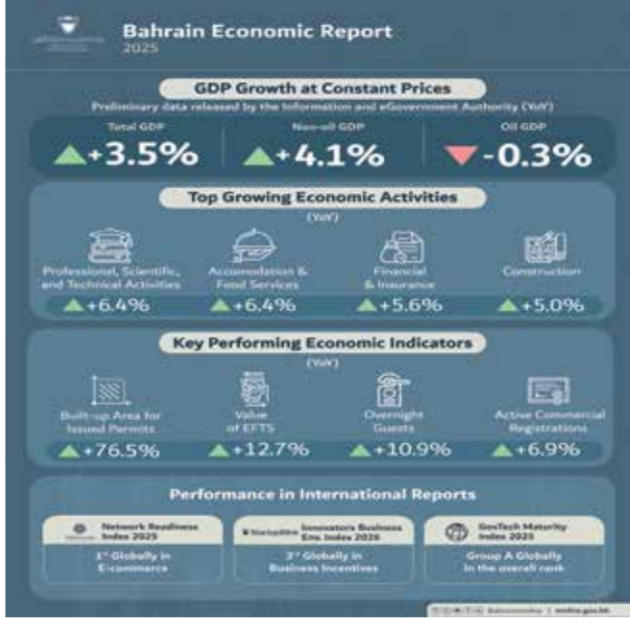 Bahrain Economic Report
2025
GDP Growth at Constant Prices
Preliminary data released by the Information and eGovernment Authority (YoY)
Total GDP
+3.5%
Non-oil GDP
+4.1%
Oil GDP
-0.3%
Top Growing Economic Activities
(YoY)
Professional, Scientific,
and Technical Activities
+6.4%
Accomodation &
Food Services
+6.4%
Financial
& Insurance
+5.6%
Construction
+5.0%
Key Performing Economic Indicators
(YoY)
Built-up Area for
Issued Permits
+76.5%
Value
of EFTS
+12.7%
Overnight
Guests
+10.9%
Active Commercial
Registrations
+6.9%
Performance in International Reports
Network Readiness
Index 2025
1st Globally in
E-commerce
StartupBlink
Innovators Business
Env. Index 2026
3rd Globally in
Business Incentives
GovTech Maturity
Index 2025
Group A Globally
in the overall rank